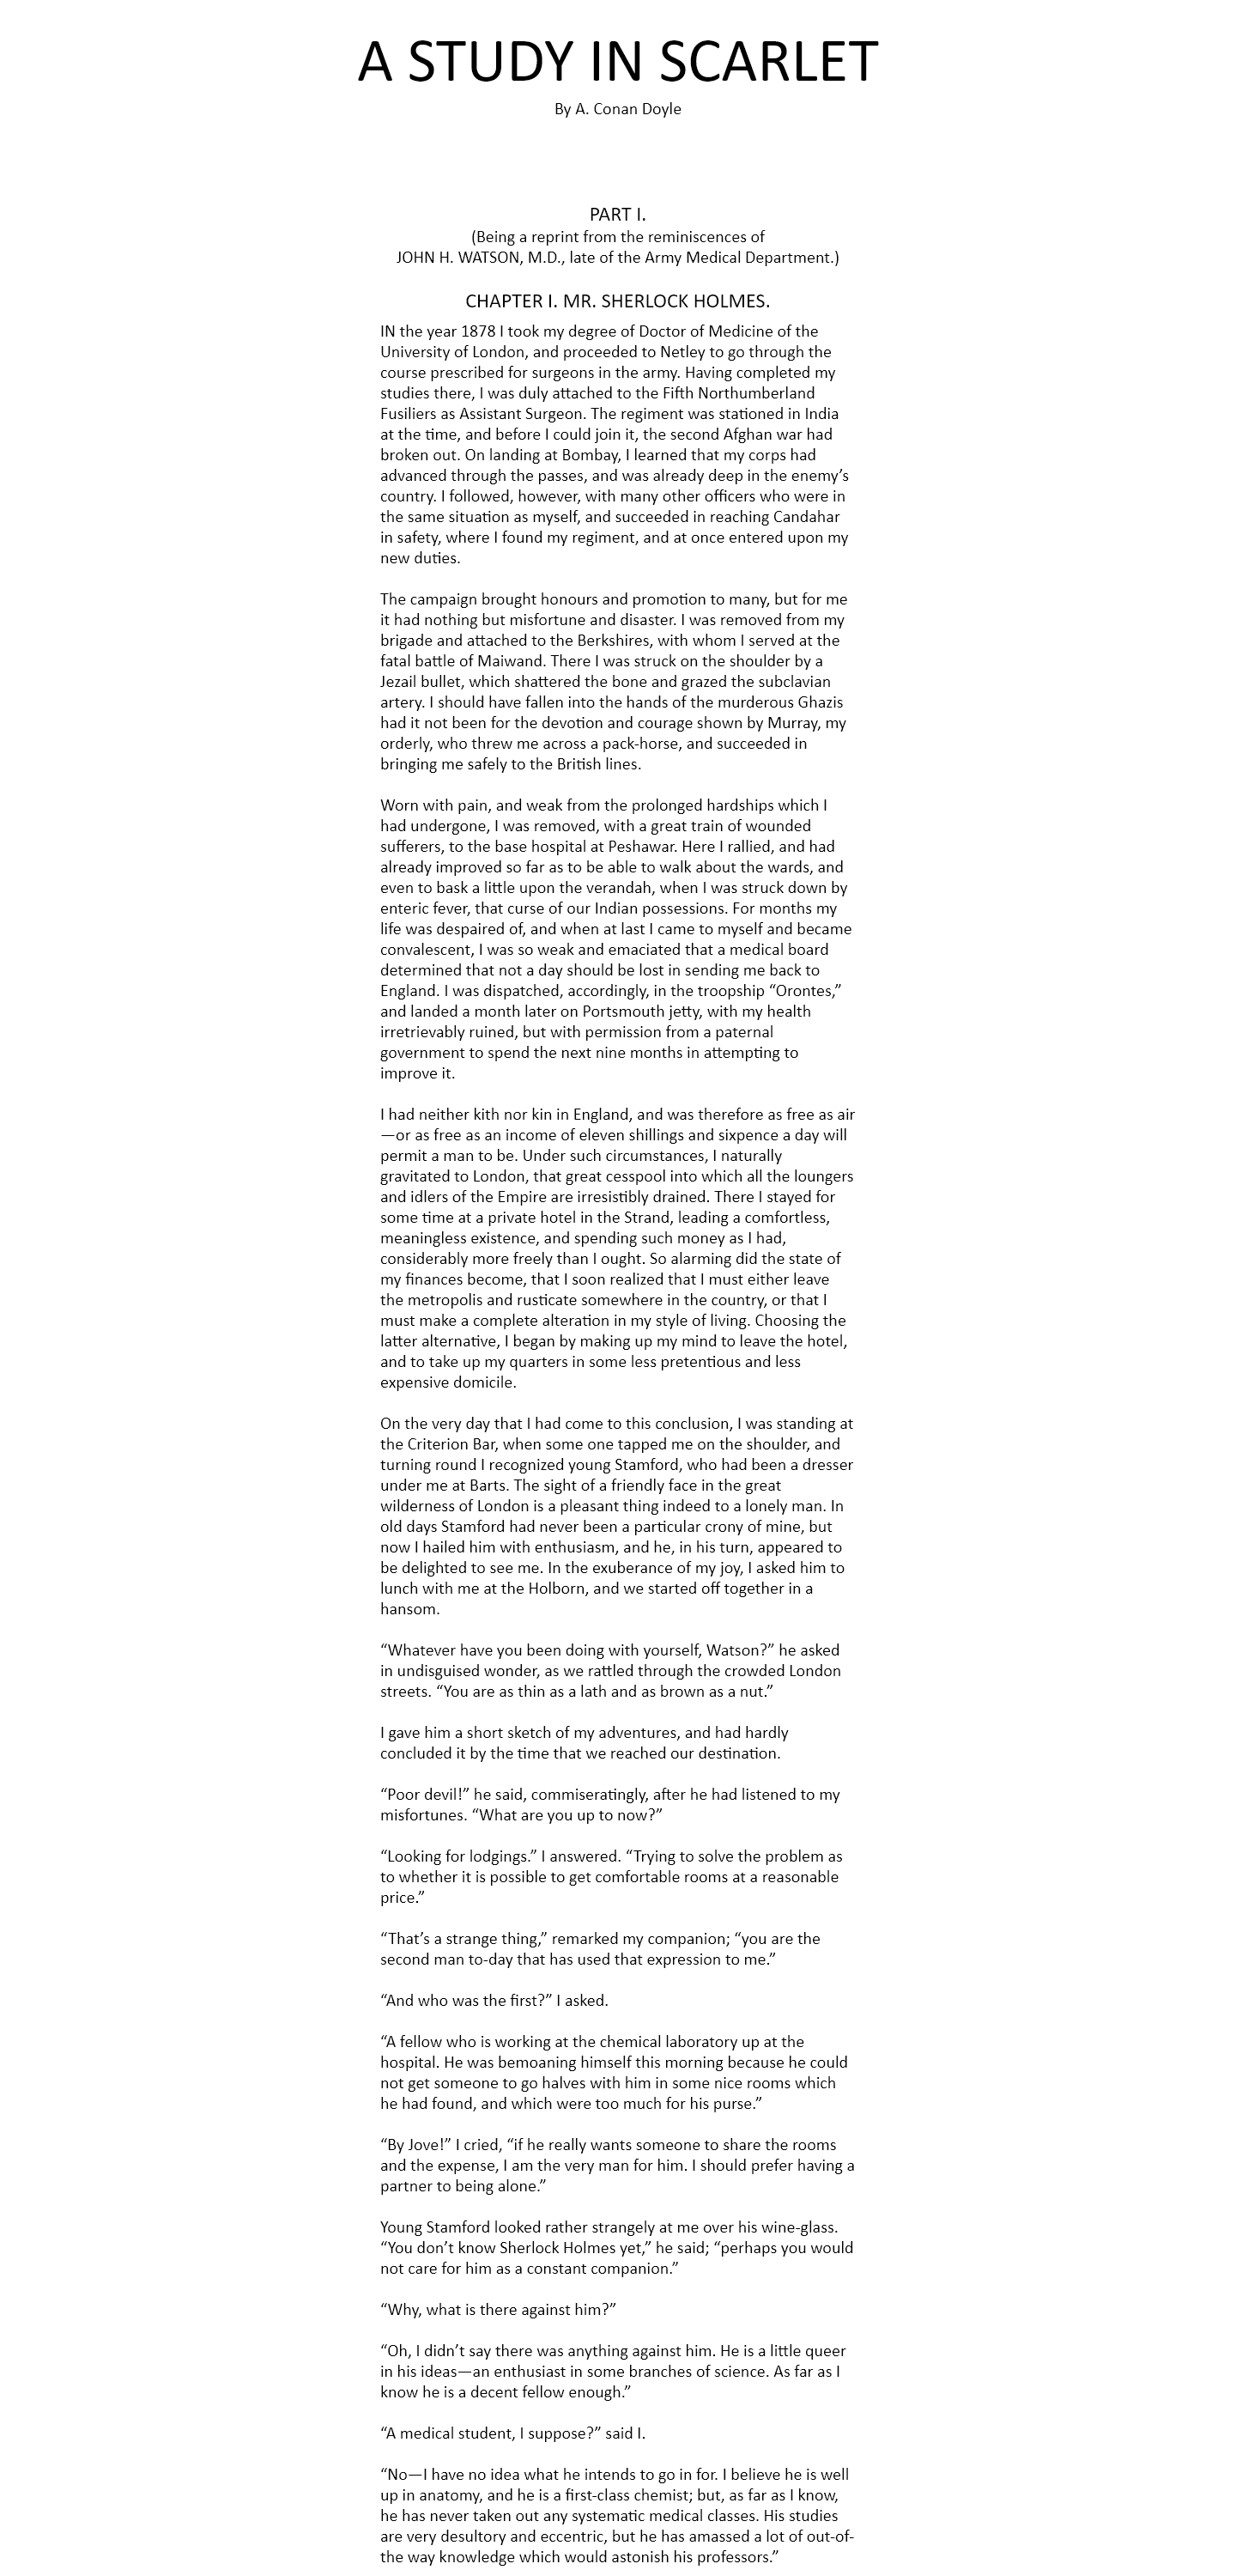 A STUDY IN SCARLET
By A. Conan Doyle
PART I.
(Being a reprint from the reminiscences of
JOHN H. WATSON, M.D., late of the Army Medical Department.)
CHAPTER I. MR. SHERLOCK HOLMES.
IN the year 1878 I took my degree of Doctor of Medicine of the
University of London, and proceeded to Netley to go through the
course prescribed for surgeons in the army. Having completed my
studies there, I was duly attached to the Fifth Northumberland
Fusiliers as Assistant Surgeon. The regiment was stationed in India
at the time, and before I could join it, the second Afghan war had
broken out. On landing at Bombay, I learned that my corps had
advanced through the passes, and was already deep in the enemy’s
country. I followed, however, with many other officers who were in
the same situation as myself, and succeeded in reaching Candahar
in safety, where I found my regiment, and at once entered upon my
new duties.
The campaign brought honours and promotion to many, but for me
it had nothing but misfortune and disaster. I was removed from my
brigade and attached to the Berkshires, with whom I served at the
fatal battle of Maiwand. There I was struck on the shoulder by a
Jezail bullet, which shattered the bone and grazed the subclavian
artery. I should have fallen into the hands of the murderous Ghazis
had it not been for the devotion and courage shown by Murray, my
orderly, who threw me across a pack-horse, and succeeded in
bringing me safely to the British lines.
Worn with pain, and weak from the prolonged hardships which I
had undergone, I was removed, with a great train of wounded
sufferers, to the base hospital at Peshawar. Here I rallied, and had
already improved so far as to be able to walk about the wards, and
even to bask a little upon the verandah, when I was struck down by
enteric fever, that curse of our Indian possessions. For months my
life was despaired of, and when at last I came to myself and became
convalescent, I was so weak and emaciated that a medical board
determined that not a day should be lost in sending me back to
England. I was dispatched, accordingly, in the troopship “Orontes,”
and landed a month later on Portsmouth jetty, with my health
irretrievably ruined, but with permission from a paternal
government to spend the next nine months in attempting to
improve it.
I had neither kith nor kin in England, and was therefore as free as air
—or as free as an income of eleven shillings and sixpence a day will
permit a man to be. Under such circumstances, I naturally
gravitated to London, that great cesspool into which all the loungers
and idlers of the Empire are irresistibly drained. There I stayed for
some time at a private hotel in the Strand, leading a comfortless,
meaningless existence, and spending such money as I had,
considerably more freely than I ought. So alarming did the state of
my finances become, that I soon realized that I must either leave
the metropolis and rusticate somewhere in the country, or that I
must make a complete alteration in my style of living. Choosing the
latter alternative, I began by making up my mind to leave the hotel,
and to take up my quarters in some less pretentious and less
expensive domicile.
On the very day that I had come to this conclusion, I was standing at
the Criterion Bar, when some one tapped me on the shoulder, and
turning round I recognized young Stamford, who had been a dresser
under me at Barts. The sight of a friendly face in the great
wilderness of London is a pleasant thing indeed to a lonely man. In
old days Stamford had never been a particular crony of mine, but
now I hailed him with enthusiasm, and he, in his turn, appeared to
be delighted to see me. In the exuberance of my joy, I asked him to
lunch with me at the Holborn, and we started off together in a
hansom.
“Whatever have you been doing with yourself, Watson?” he asked
in undisguised wonder, as we rattled through the crowded London
streets. “You are as thin as a lath and as brown as a nut.”
I gave him a short sketch of my adventures, and had hardly
concluded it by the time that we reached our destination.
“Poor devil!” he said, commiseratingly, after he had listened to my
misfortunes. “What are you up to now?”
“Looking for lodgings.” I answered. “Trying to solve the problem as
to whether it is possible to get comfortable rooms at a reasonable
price.”
“That’s a strange thing,” remarked my companion; “you are the
second man to-day that has used that expression to me.”
“And who was the first?” I asked.
“A fellow who is working at the chemical laboratory up at the
hospital. He was bemoaning himself this morning because he could
not get someone to go halves with him in some nice rooms which
he had found, and which were too much for his purse.”
“By Jove!” I cried, “if he really wants someone to share the rooms
and the expense, I am the very man for him. I should prefer having a
partner to being alone.”
Young Stamford looked rather strangely at me over his wine-glass.
“You don’t know Sherlock Holmes yet,” he said; “perhaps you would
not care for him as a constant companion.”
“Why, what is there against him?”
“Oh, I didn’t say there was anything against him. He is a little queer
in his ideas—an enthusiast in some branches of science. As far as I
know he is a decent fellow enough.”
“A medical student, I suppose?” said I.
“No—I have no idea what he intends to go in for. I believe he is well
up in anatomy, and he is a first-class chemist; but, as far as I know,
he has never taken out any systematic medical classes. His studies
are very desultory and eccentric, but he has amassed a lot of out-of-
the way knowledge which would astonish his professors.”